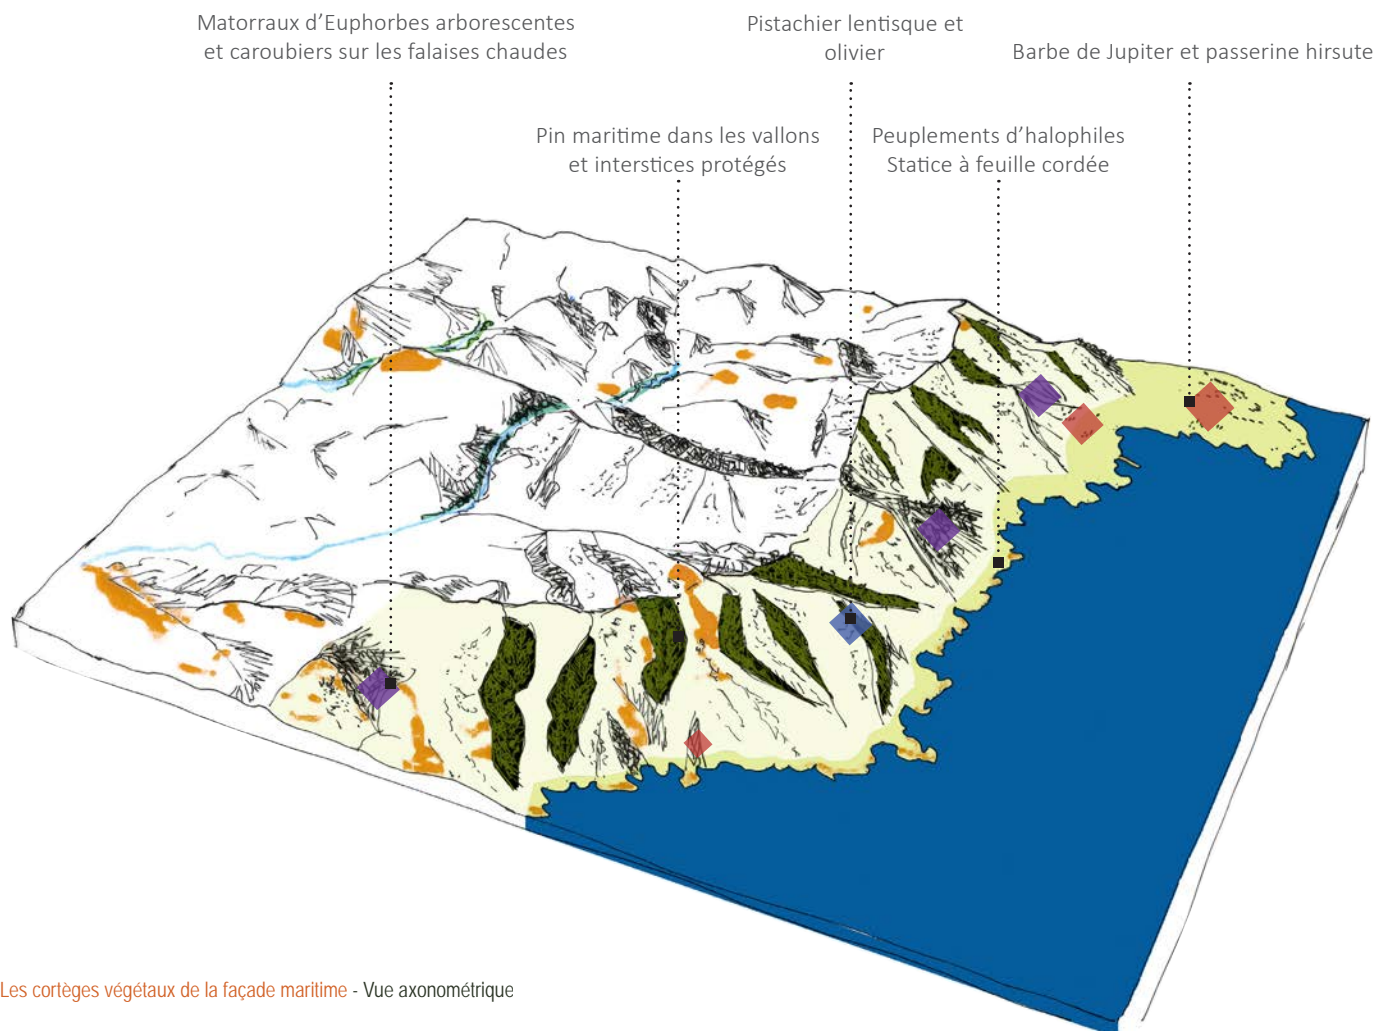 Matorraux d’Euphorbes arborescentes
et caroubiers sur les falaises chaudes
Pistachier lentisque et
olivier
Barbe de Jupiter et passerine hirsute
Pin maritime dans les vallons
et interstices protégés
Peuplements d’halophiles
Statice à feuille cordée
Les cortèges végétaux de la façade maritime - Vue axonométrique